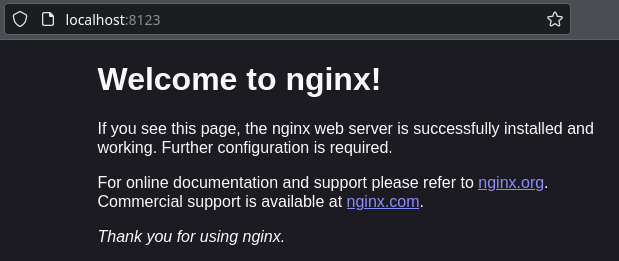 localhost:8123
Welcome to nginx!
If you see this page, the nginx web server is successfully installed and
working. Further configuration is required.
For online documentation and support please refer to nginx.org.
Commercial support is available at nginx.com.
Thank you for using nginx.